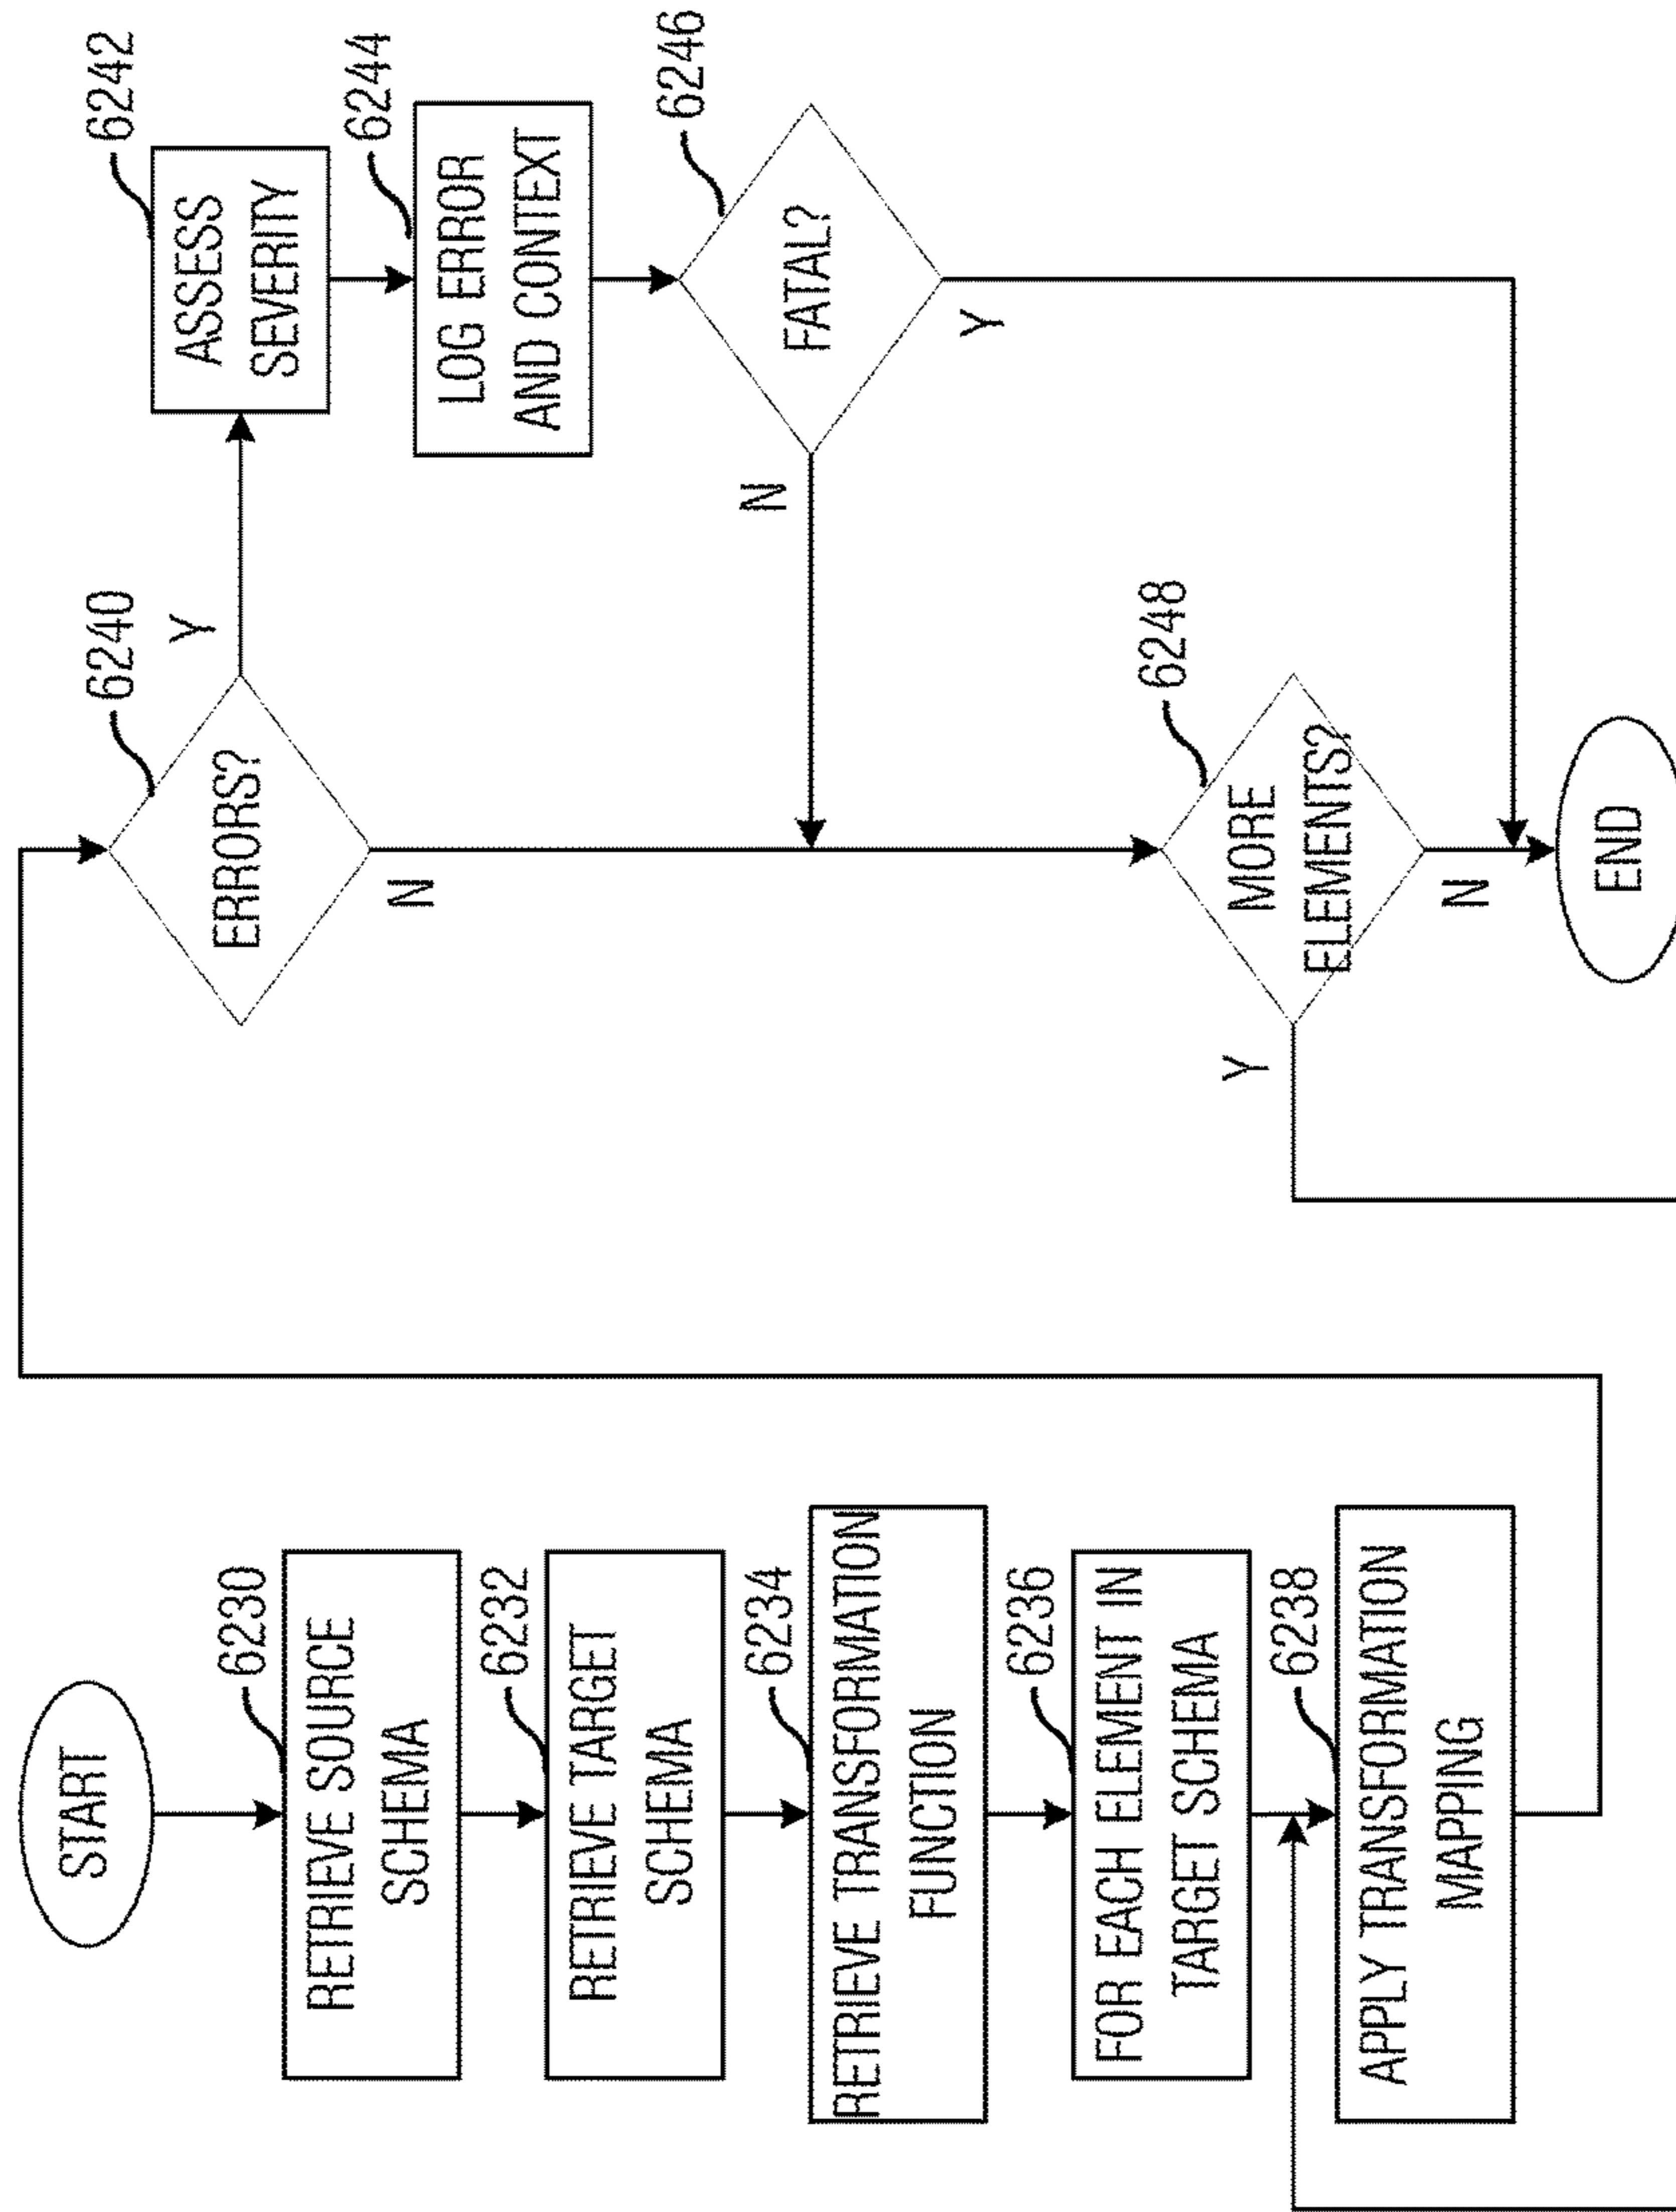 START
6230
RETRIEVE SOURCE
SCHEMA
6232
RETRIEVE TARGET
SCHEMA
6234
RETRIEVE TRANSFORMATION
FUNCTION
6236
FOR EACH ELEMENT IN
TARGET SCHEMA
6238
APPLY TRANSFORMATION
MAPPING
6240
ERRORS?
Y
N
6242
ASSESS
SEVERITY
6244
LOG ERROR
AND CONTEXT
6246
FATAL?
N
Y
6248
MORE
ELEMENTS?
Y
N
END